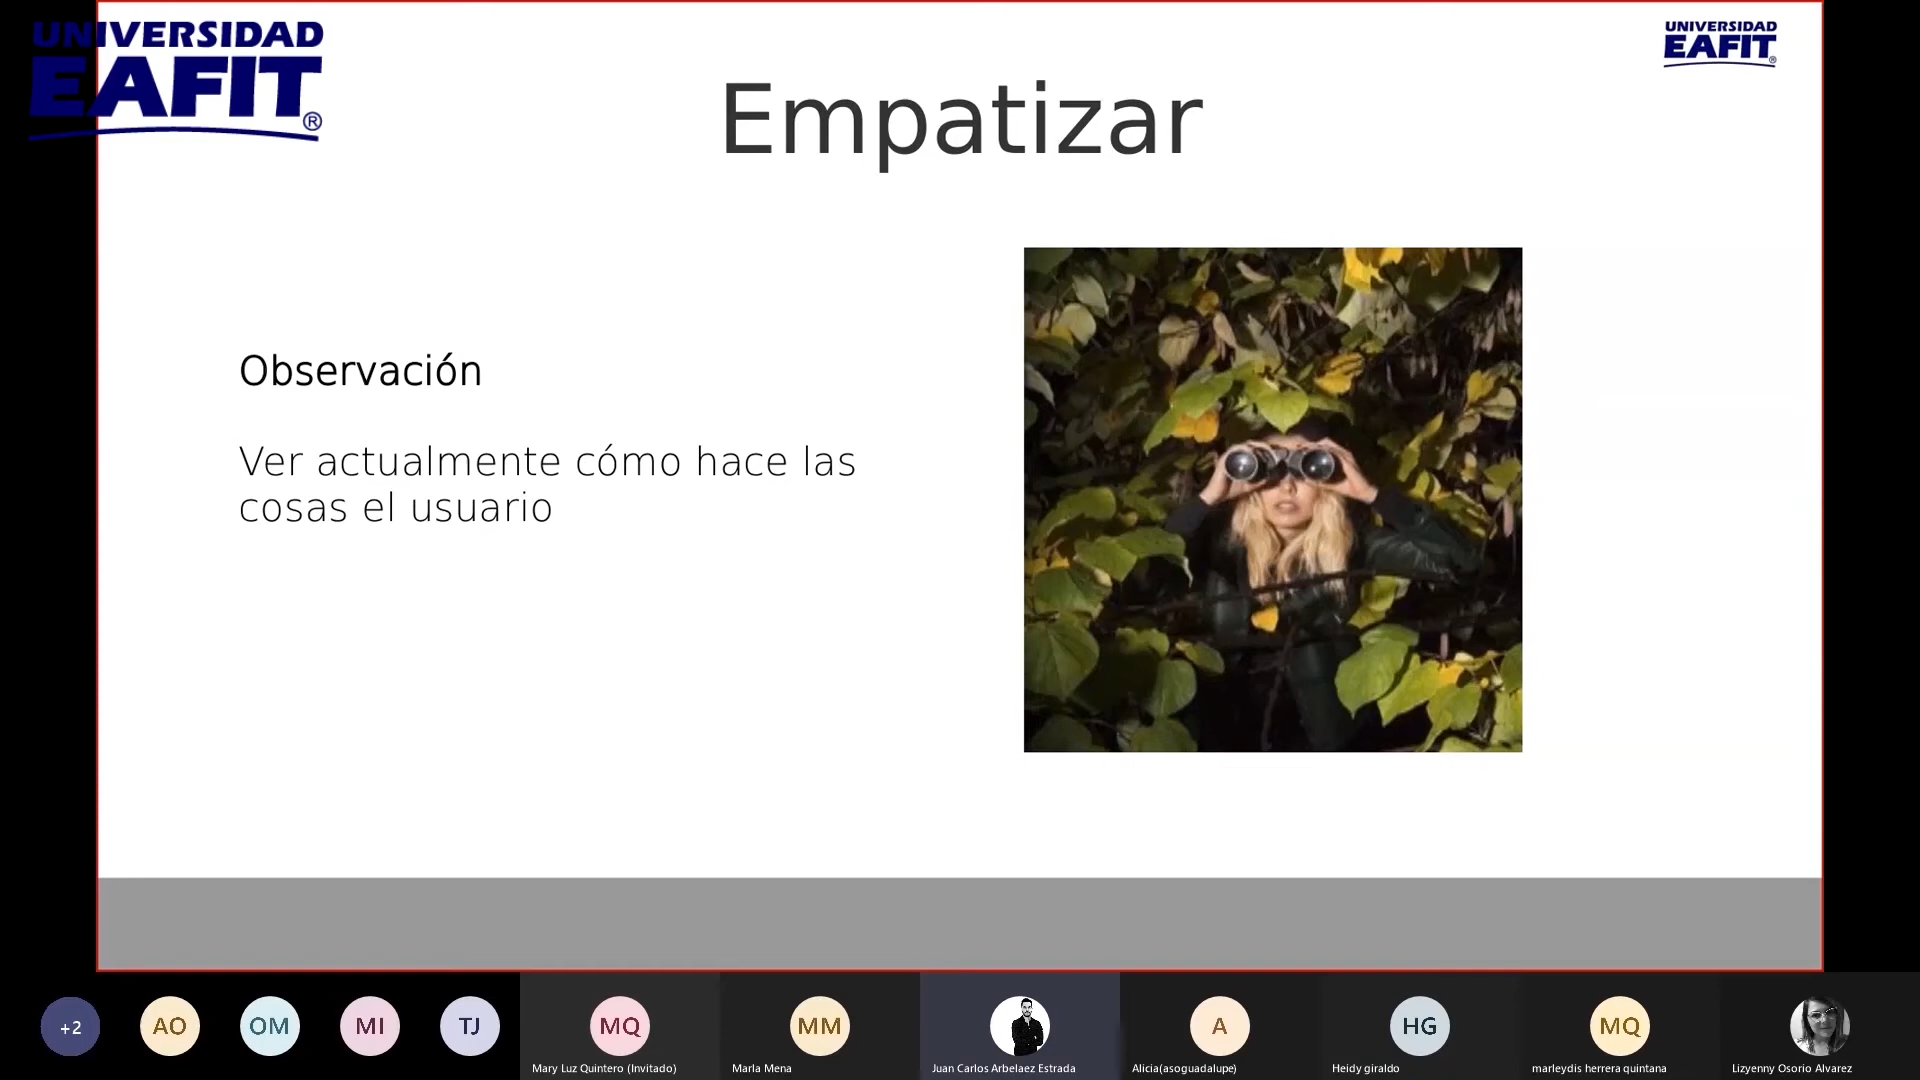 UNIVERSIDAD
EAFIT®
UNIVERSIDAD
EAFIT®
Empatizar
Observación
Ver actualmente cómo hace las
cosas el usuario
+2
AO
OM
MI
TJ
MQ
MM
A
HG
MQ
Mary Luz Quintero (Invitado)
Marla Mena
Juan Carlos Arbelaez Estrada
Alicia(asoguadalupe)
Heidy giraldo
marleydis herrera quintana
Lizyenny Osorio Alvarez